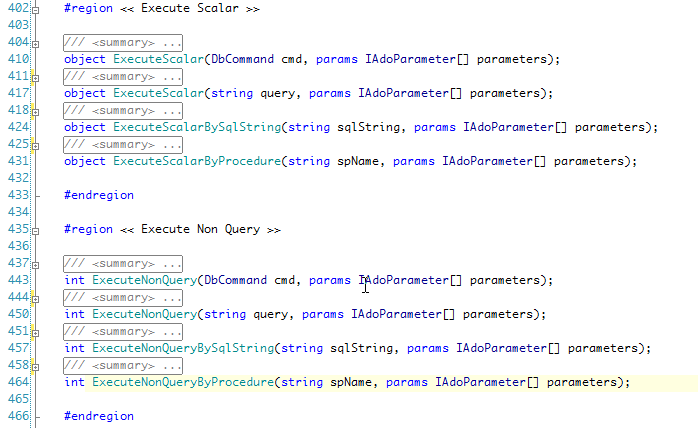 402 #region << Execute Scalar >>
403
404 /// <summary> ...
410 object ExecuteScalar(DbCommand cmd, params IAdoParameter[] parameters);
411 /// <summary> ...
417 object ExecuteScalar(string query, params IAdoParameter[] parameters);
418 /// <summary> ...
424 object ExecuteScalarBySqlString(string sqlString, params IAdoParameter[] parameters);
425 /// <summary> ...
431 object ExecuteScalarByProcedure(string spName, params IAdoParameter[] parameters);
432
433 #endregion
434
435 #region << Execute Non Query >>
436
437 /// <summary> ...
443 int ExecuteNonQuery(DbCommand cmd, params IAdoParameter[] parameters);
444 /// <summary> ...
450 int ExecuteNonQuery(string query, params IAdoParameter[] parameters);
451 /// <summary> ...
457 int ExecuteNonQueryBySqlString(string sqlString, params IAdoParameter[] parameters);
458 /// <summary> ...
464 int ExecuteNonQueryByProcedure(string spName, params IAdoParameter[] parameters);
465
466 #endregion